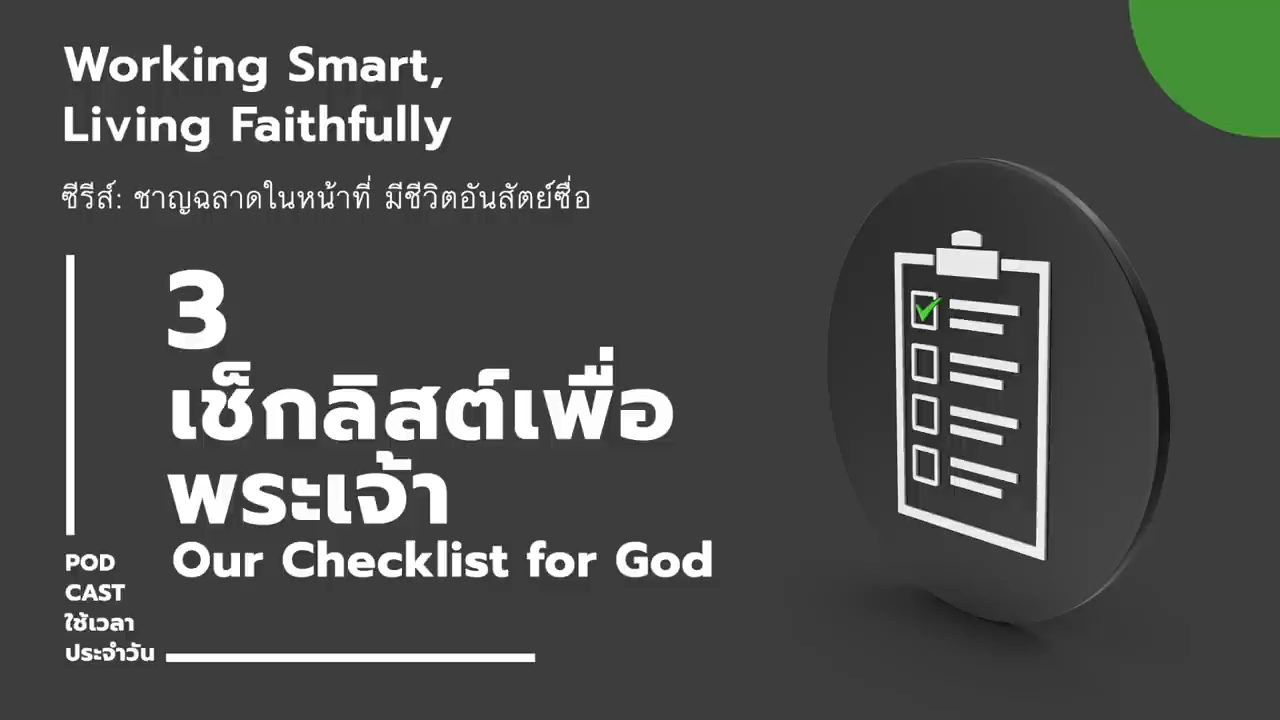 Working Smart,
Living Faithfully
ซีรีส์: ชาญฉลาดในหน้าที่ มีชีวิตอันสัตย์ซื่อ
3
เช็กลิสต์เพื่อ
พระเจ้า
Our Checklist for God
POD
CAST
ใช้เวลา
ประจำวัน